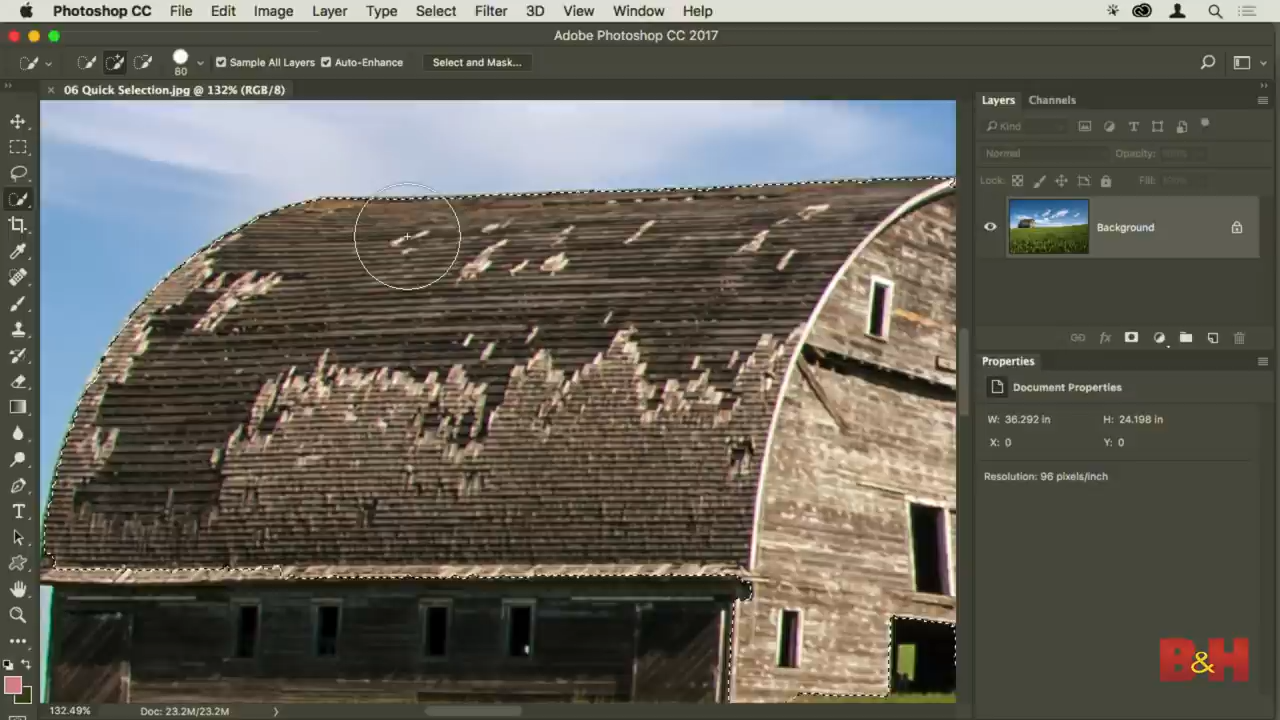 Photoshop CC File Edit Image Layer Type Select Filter 3D View Window Help
Adobe Photoshop CC 2017
80 Sample All Layers Auto-Enhance Select and Mask...
× 06 Quick Selection.jpg @ 132% (RGB/8)
Layers Channels
Kind
Normal Opacity:
Lock: Fill:
Background
fx
Properties
Document Properties
W: 36.292 in H: 24.198 in
X: 0 Y: 0
Resolution: 96 pixels/inch
B&H
132.49% Doc: 23.2M/23.2M